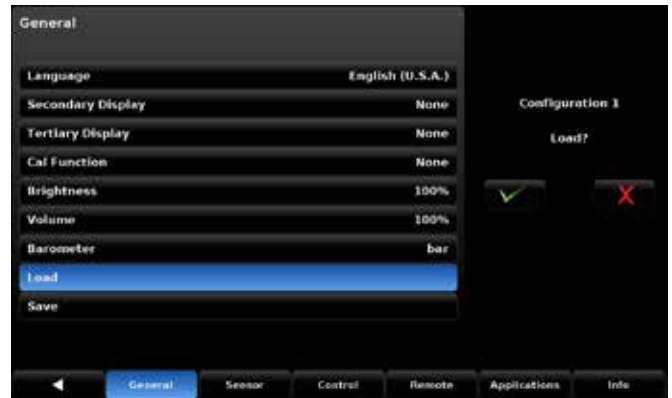 General
Language English (U.S.A.)
Secondary Display None
Tertiary Display None
Cal Function None
Brightness 100%
Volume 100%
Barometer bar
Load
Save
Configuration 1
Load?
General Sensor Control Remote Applications Info